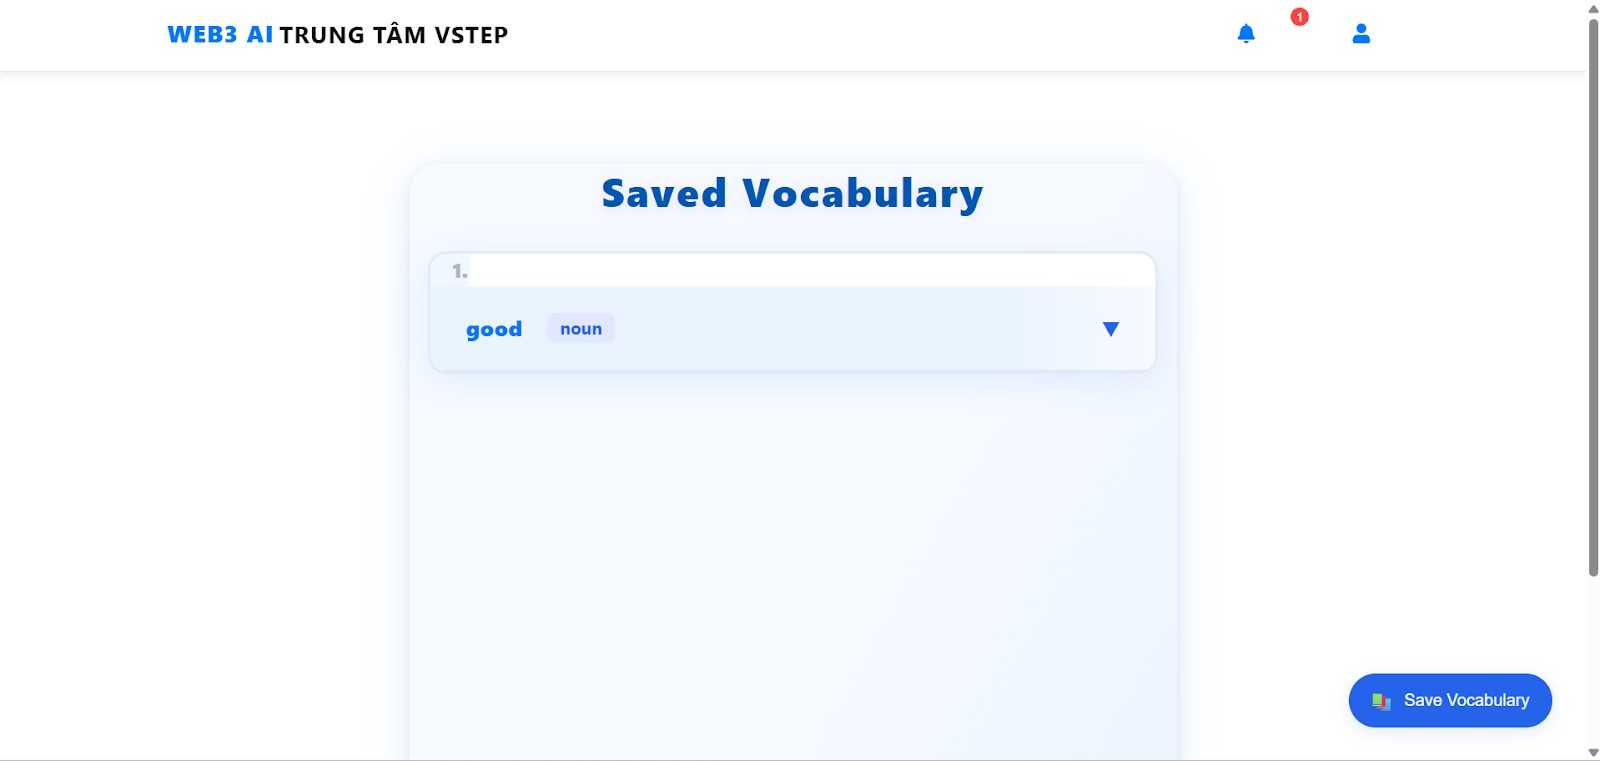 WEB3 AI TRUNG TÂM VSTEP
1
Saved Vocabulary
1.
good noun
Save Vocabulary